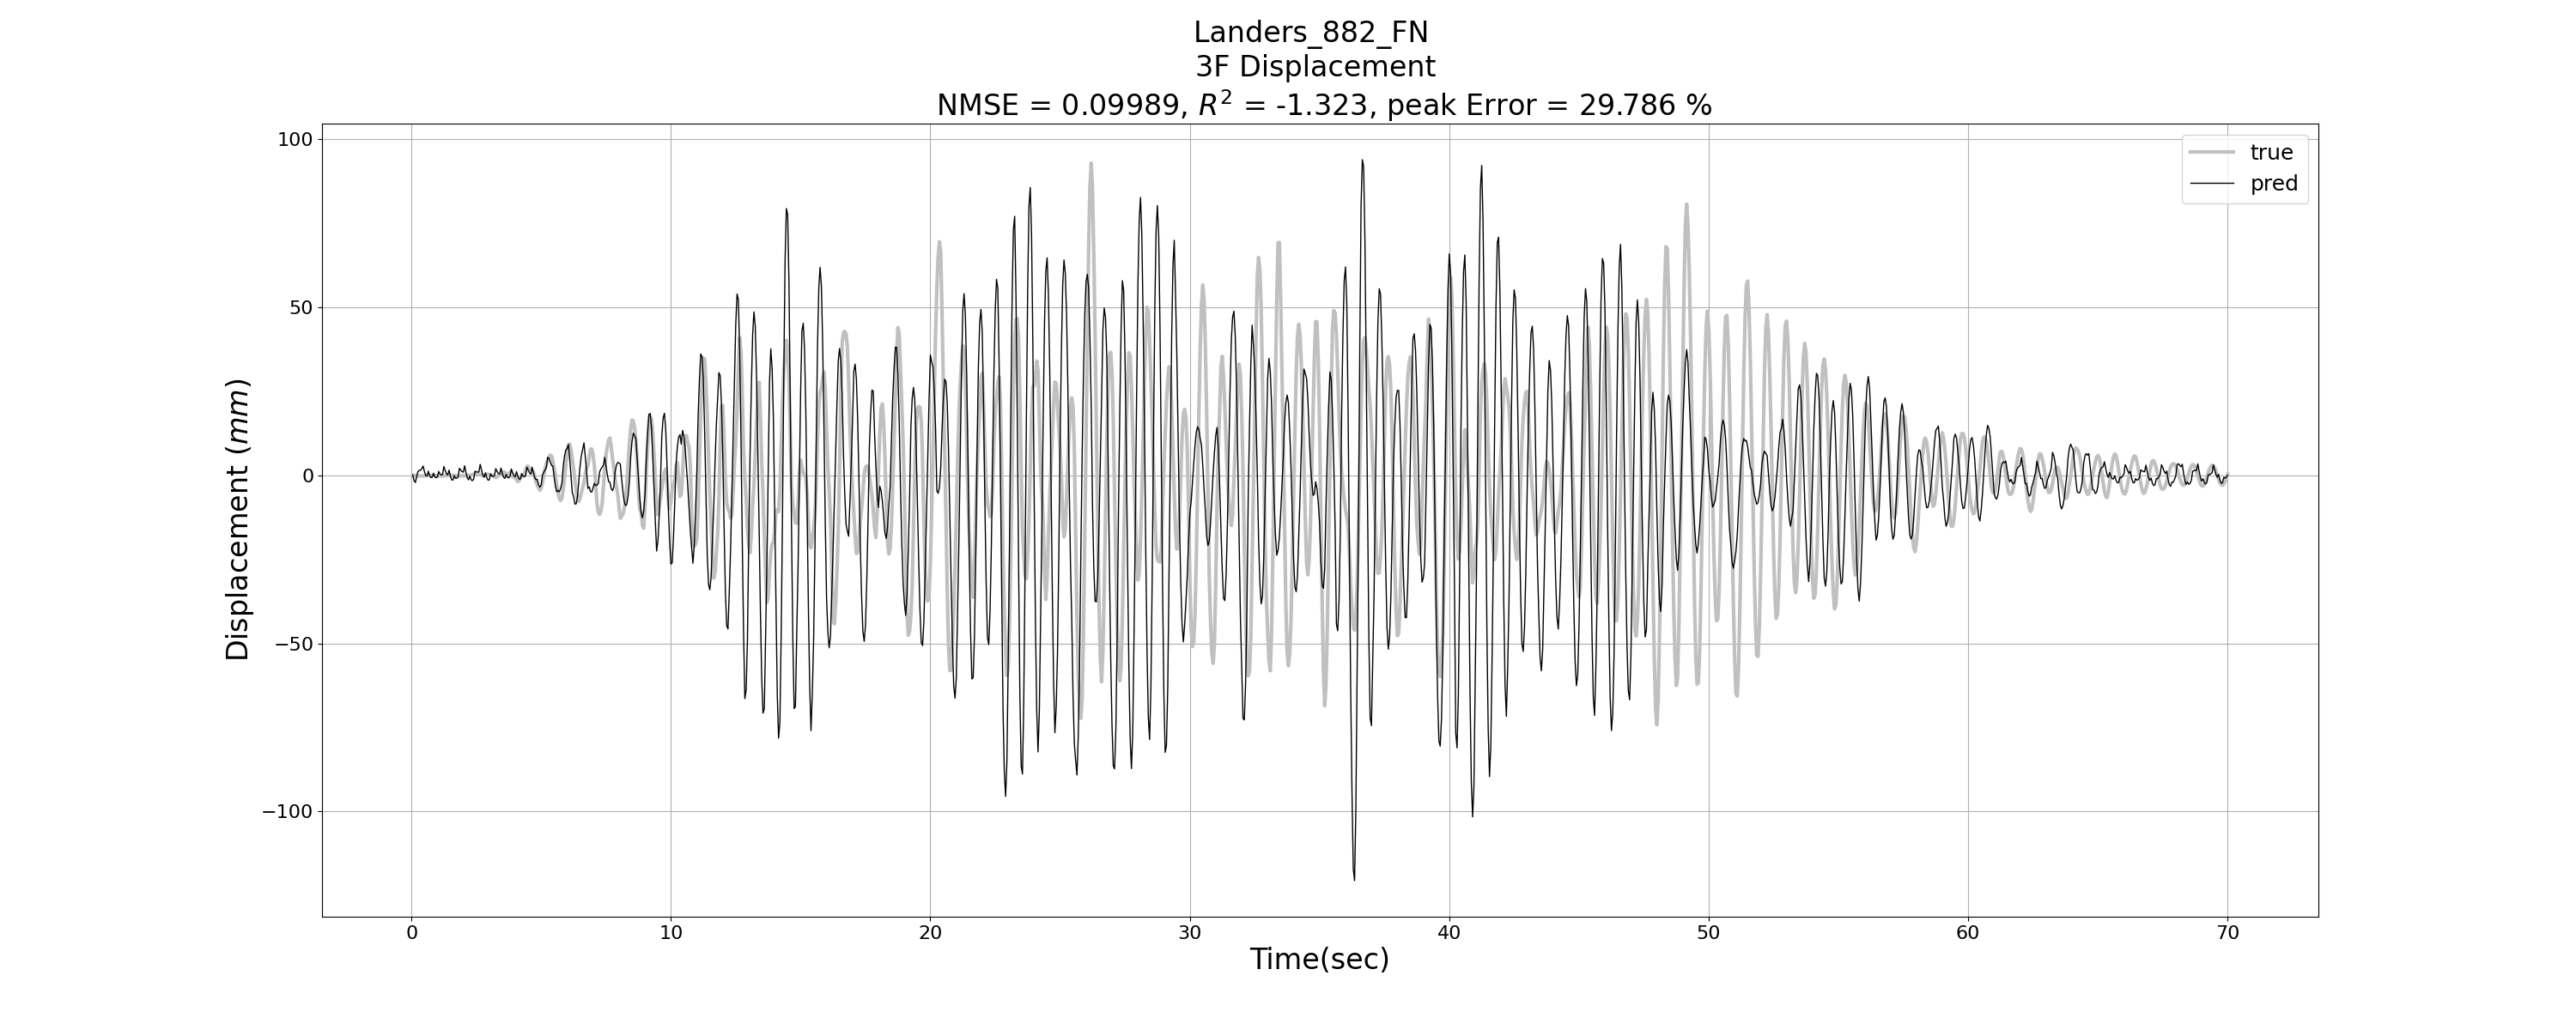 Landers_882_FN
3F Displacement
NMSE = 0.09989, R² = -1.323, peak Error = 29.786 %
100
50
0
−50
−100
Displacement (mm)
true
pred
0 10 20 30 40 50 60 70
Time(sec)